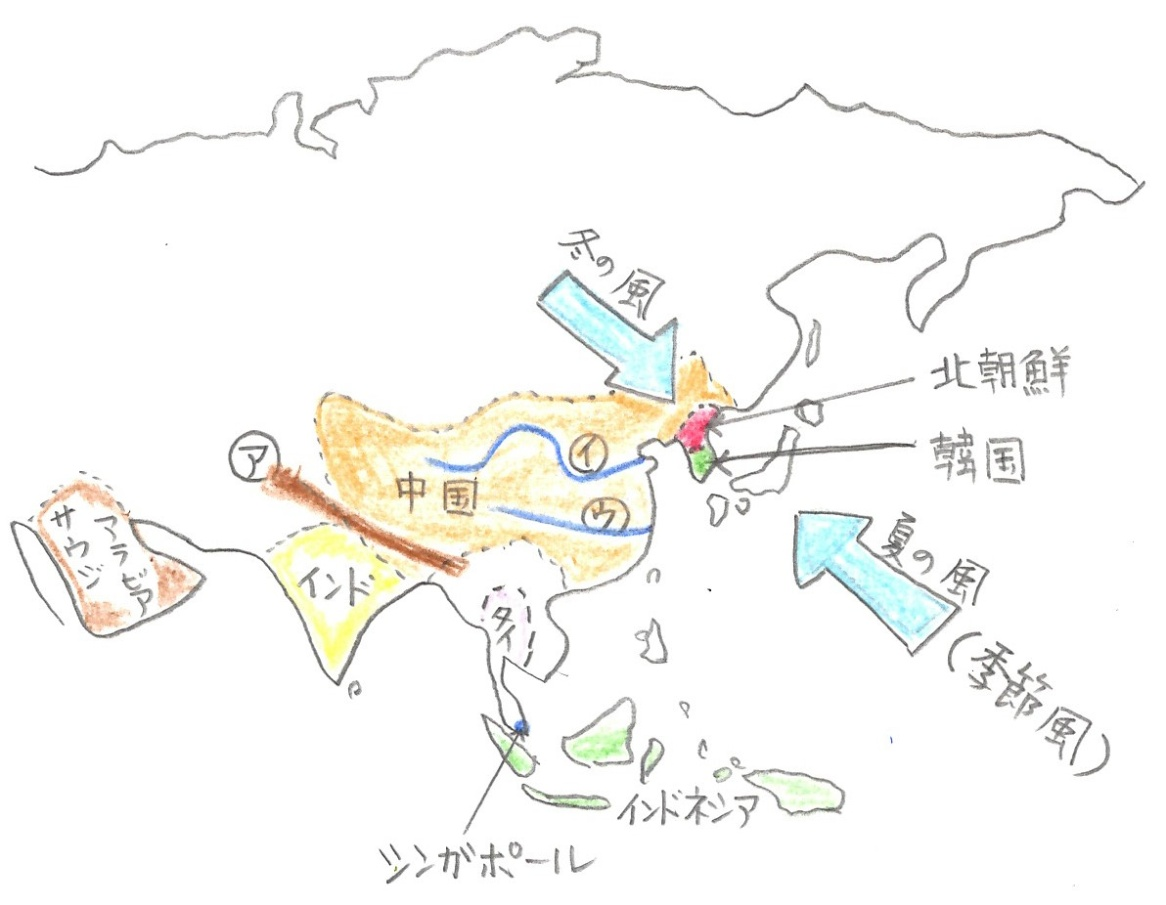 冬の風
北朝鮮
韓国
㋐
㋑
中国
㋒
サウジ
アラビア
インド
タイ
夏の風
(季節風)
インドネシア
シンガポール